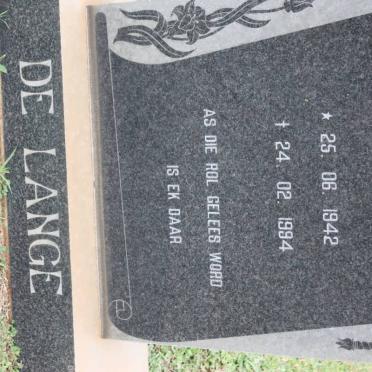 ★ 25. 06. 1942
✝ 24. 02. 1994
AS DIE ROL GELEES WORD
IS EK DAAR
DE LANGE